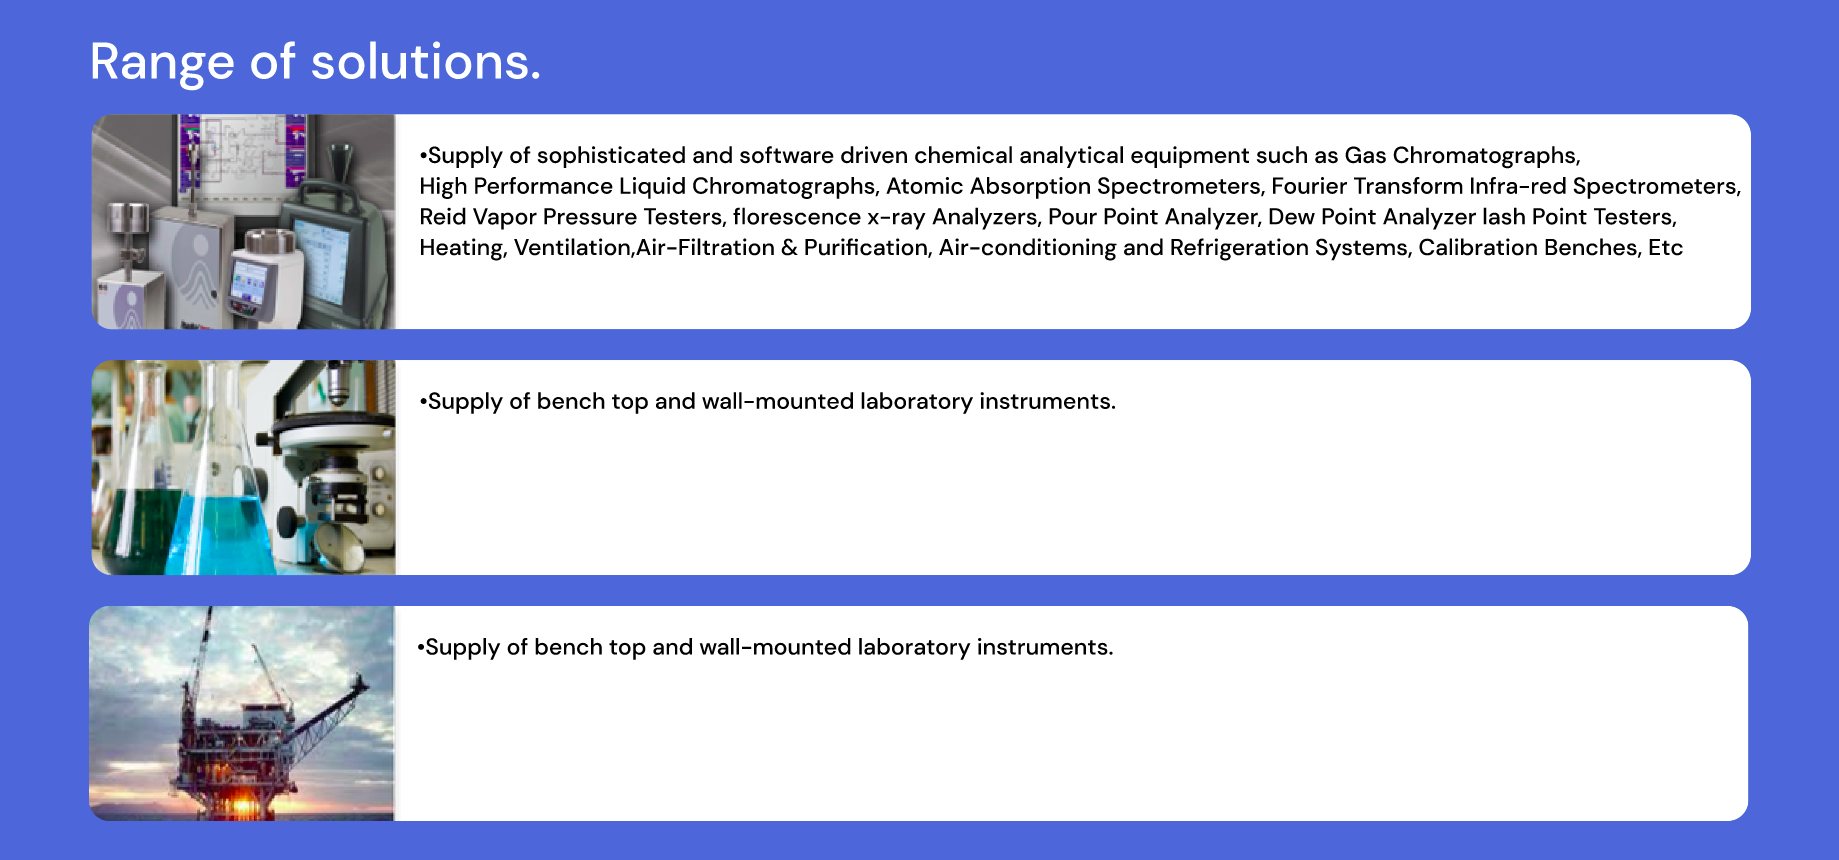 Range of solutions.
•Supply of sophisticated and software driven chemical analytical equipment such as Gas Chromatographs,
High Performance Liquid Chromatographs, Atomic Absorption Spectrometers, Fourier Transform Infra-red Spectrometers,
Reid Vapor Pressure Testers, florescence x-ray Analyzers, Pour Point Analyzer, Dew Point Analyzer lash Point Testers,
Heating, Ventilation,Air-Filtration & Purification, Air-conditioning and Refrigeration Systems, Calibration Benches, Etc
•Supply of bench top and wall-mounted laboratory instruments.
•Supply of bench top and wall-mounted laboratory instruments.